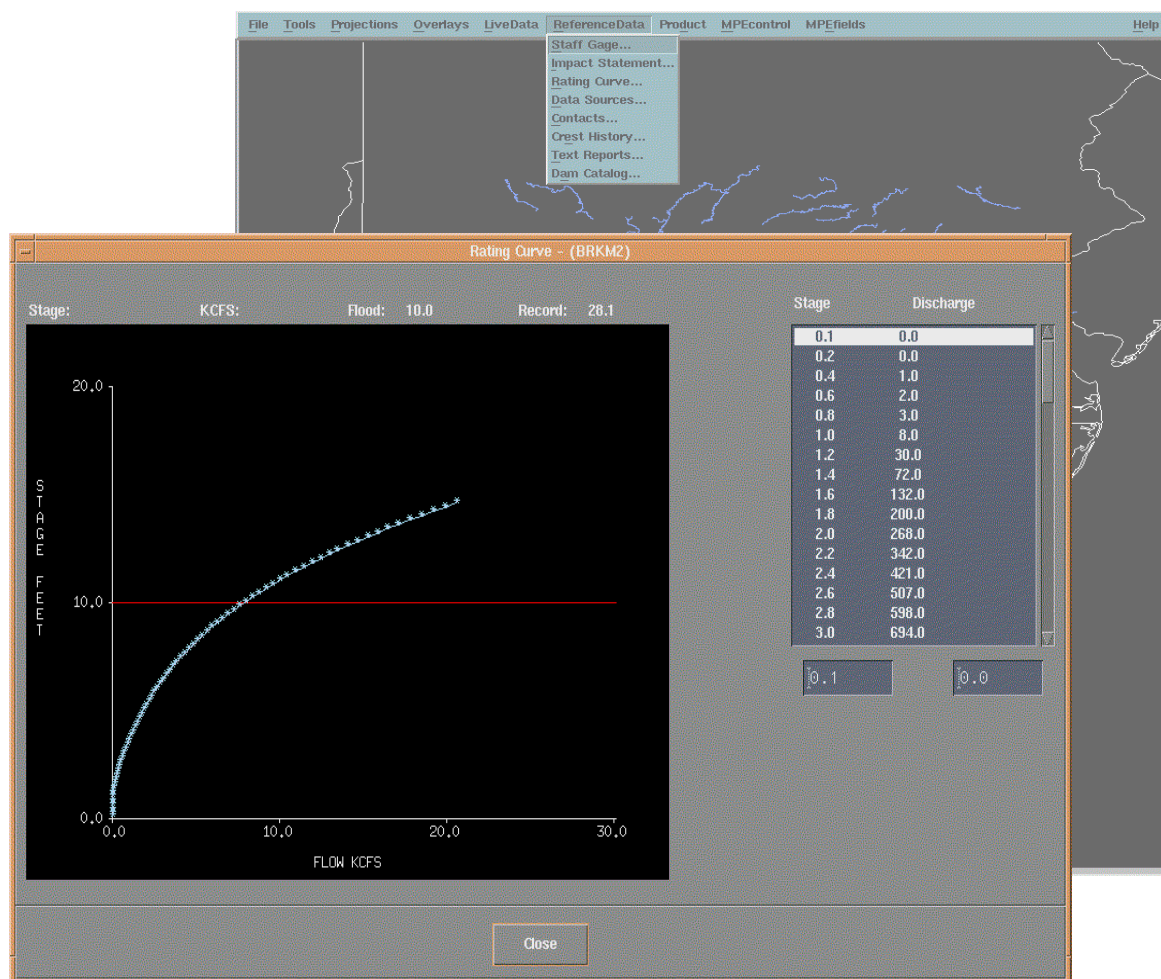 File Tools Projections Overlays LiveData ReferenceData Product MPEcontrol MPEfields Help
Staff Gage...
Impact Statement...
Rating Curve...
Data Sources...
Contacts...
Crest History...
Text Reports...
Dam Catalog...
Rating Curve - (BRKM2)
Stage: KCFS: Flood: 10.0 Record: 28.1
STAGE FEET
20.0
10.0
0.0
0.0 10.0 20.0 30.0
FLOW KCFS
Stage Discharge
0.1 0.0
0.2 0.0
0.4 1.0
0.6 2.0
0.8 3.0
1.0 8.0
1.2 30.0
1.4 72.0
1.6 132.0
1.8 200.0
2.0 268.0
2.2 342.0
2.4 421.0
2.6 507.0
2.8 598.0
3.0 694.0
0.1 0.0
Close